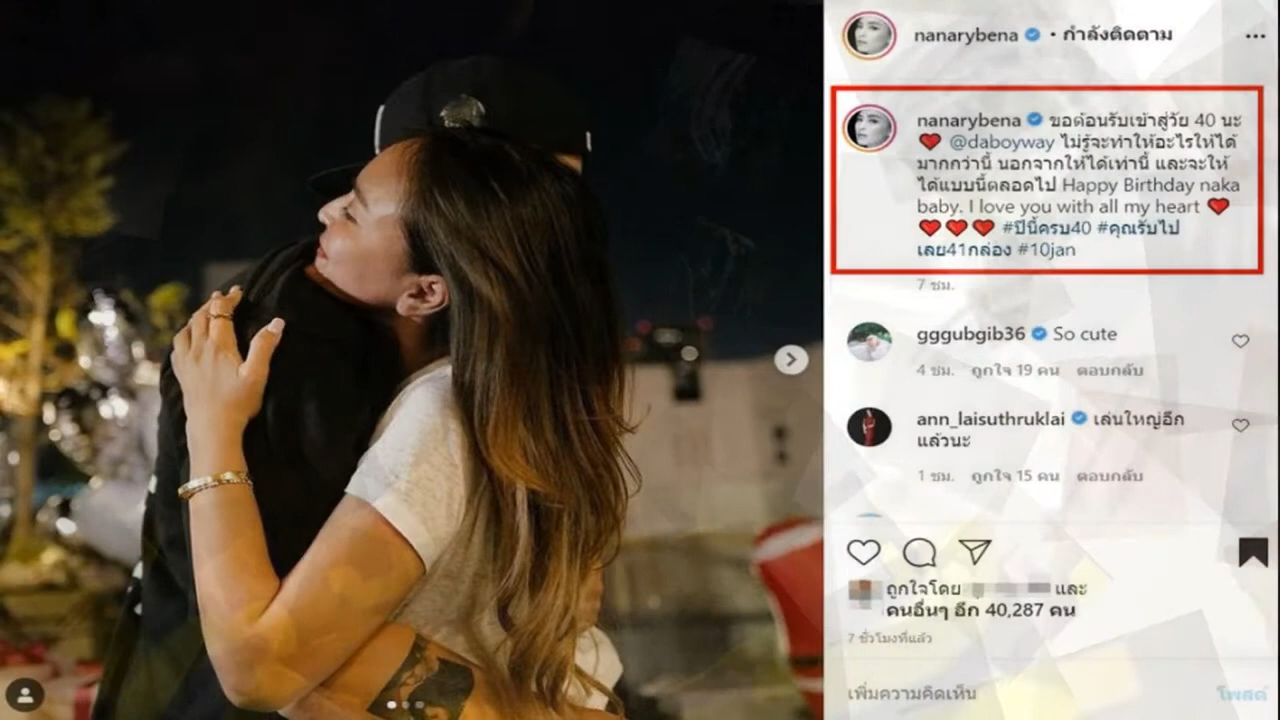 nanarybena • กำลังติดตาม
nanarybena ขอต้อนรับเข้าสู่วัย 40 นะ
❤️ @daboyway ไม่รู้จะทำให้อะไรให้ได้
มากกว่านี้ นอกจากให้ได้เท่านี้ และจะให้
ได้แบบนี้ตลอดไป Happy Birthday naka
baby. I love you with all my heart ❤️
❤️❤️❤️ #ปีนี้ครบ40 #คุณรับไป
เลย41กล่อง #10jan
7 ชม.
gggubgib36 So cute
4 ชม. ถูกใจ 19 คน ตอบกลับ
ann_laisuthruklai เล่นใหญ่อีก
แล้วนะ
1 ชม. ถูกใจ 15 คน ตอบกลับ
ถูกใจโดย และ
คนอื่นๆ อีก 40,287 คน
7 ชั่วโมงที่แล้ว
เพิ่มความคิดเห็น
โพสต์